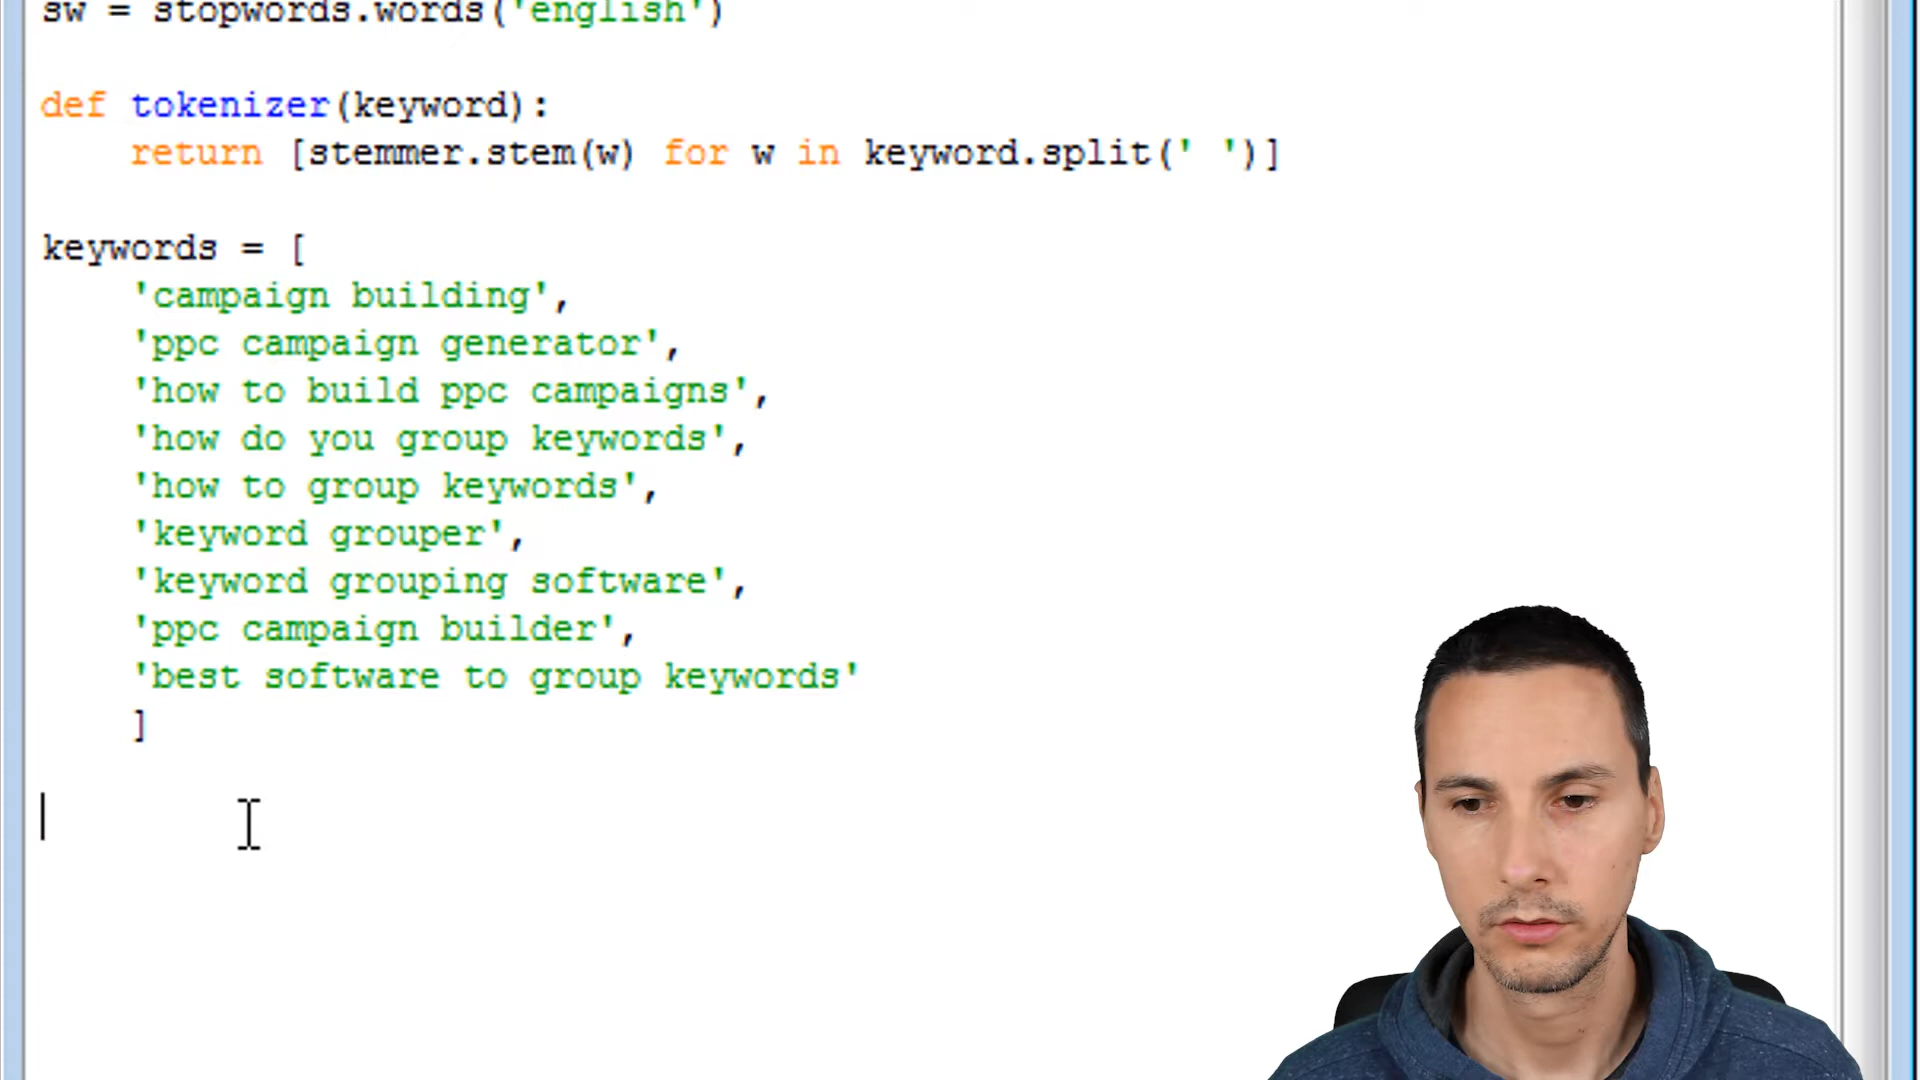 sw = stopwords.words('english')
def tokenizer(keyword):
return [stemmer.stem(w) for w in keyword.split(' ')]
keywords = [
'campaign building',
'ppc campaign generator',
'how to build ppc campaigns',
'how do you group keywords',
'how to group keywords',
'keyword grouper',
'keyword grouping software',
'ppc campaign builder',
'best software to group keywords'
]